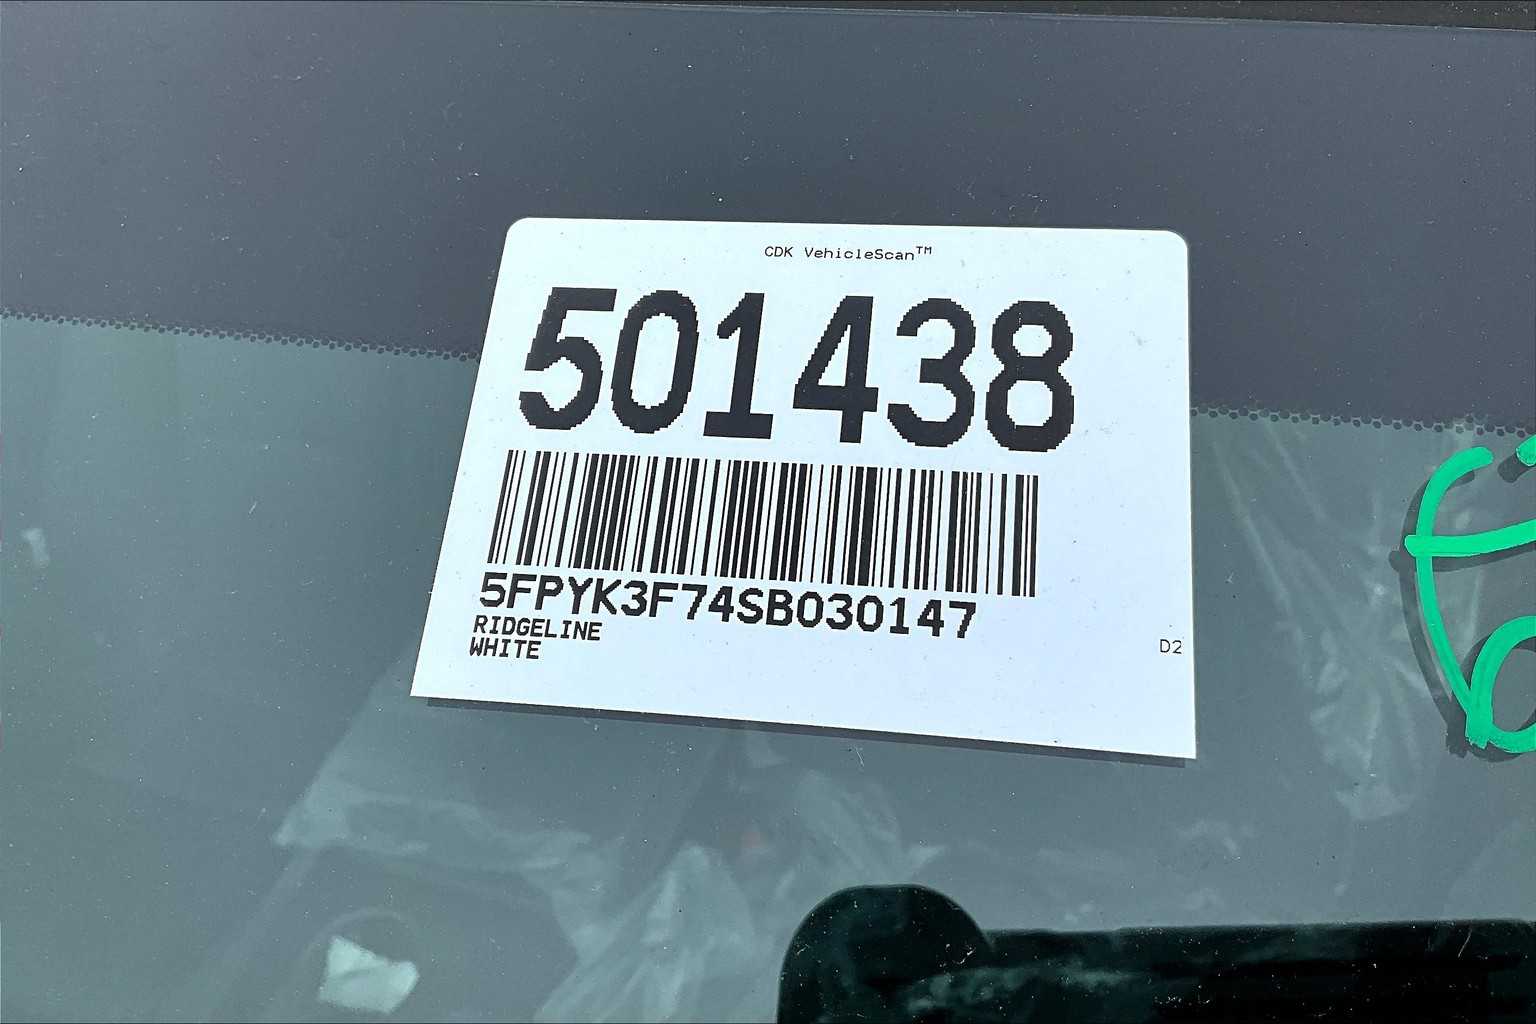 CDK VehicleScan™
501438
5FPYK3F74SB030147
RIDGELINE
WHITE
D2